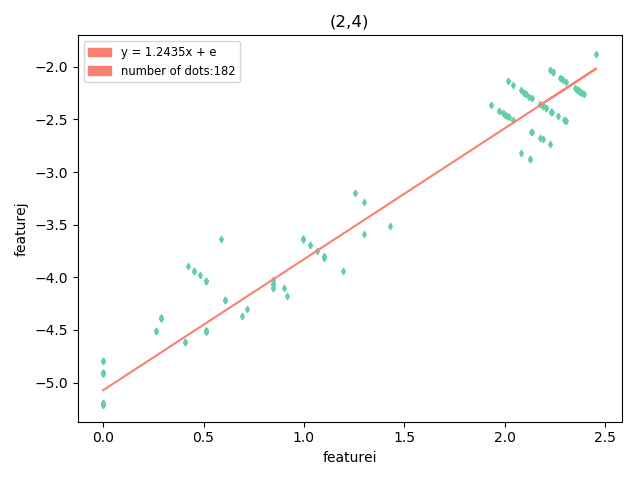 (2,4)
y = 1.2435x + e
number of dots:182
−2.0
−2.5
−3.0
−3.5
−4.0
−4.5
−5.0
featurej
0.0 0.5 1.0 1.5 2.0 2.5
featurei